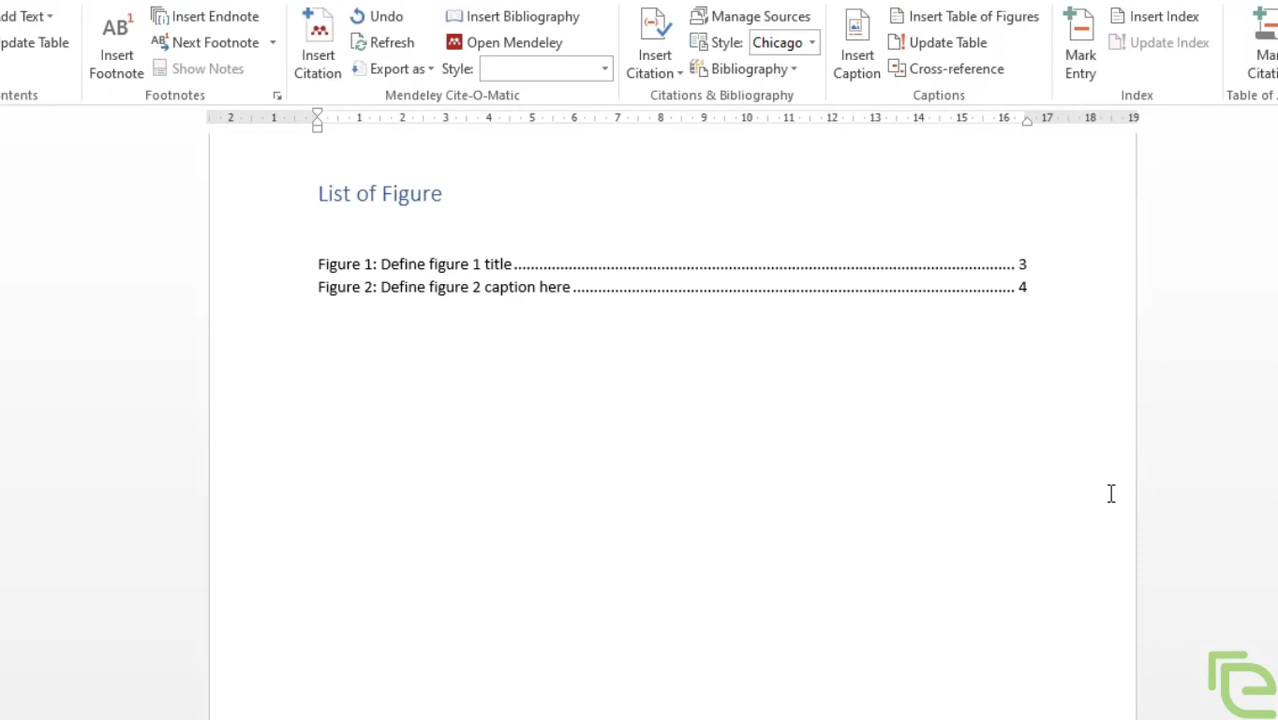 dd Text
Insert Endnote
Undo
Insert Bibliography
Manage Sources
Insert Table of Figures
Insert Index
pdate Table
AB1
Insert Footnote
Next Footnote
Insert Citation
Refresh
Open Mendeley
Insert Citation
Style: Chicago
Insert Caption
Update Table
Mark Entry
Update Index
Show Notes
Export as
Style:
Bibliography
Cross-reference
ntents
Footnotes
Mendeley Cite-O-Matic
Citations & Bibliography
Captions
Index
Table of
2 1 1 2 3 4 5 6 7 8 9 10 11 12 13 14 15 16 17 18 19
List of Figure
Figure 1: Define figure 1 title 3
Figure 2: Define figure 2 caption here 4